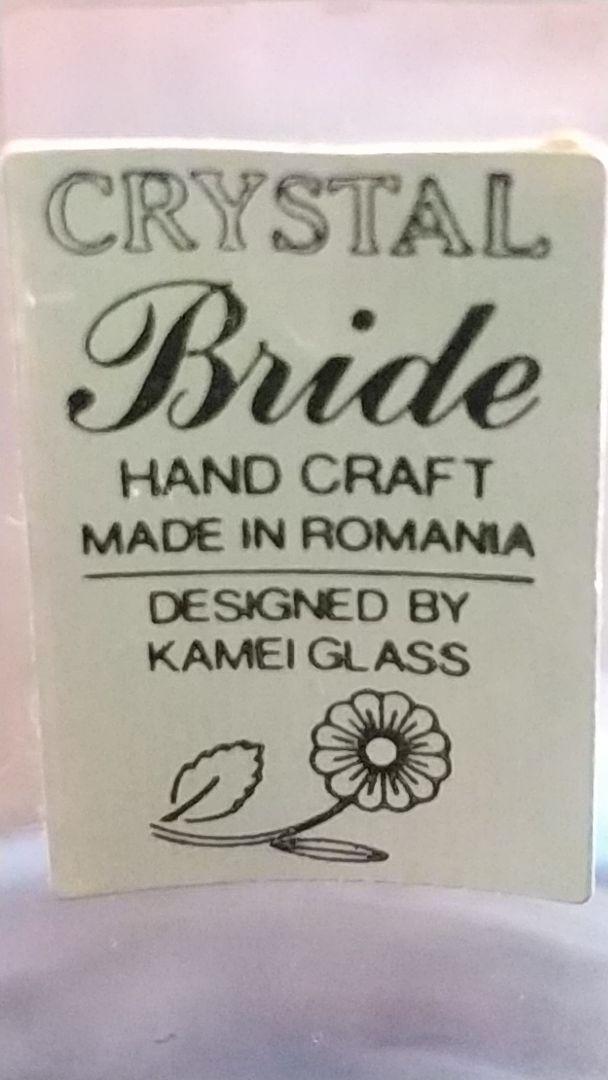 CRYSTAL
Bride
HAND CRAFT
MADE IN ROMANIA
DESIGNED BY
KAMEI GLASS